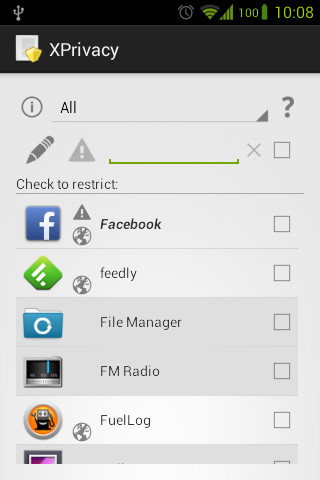 100 10:08
XPrivacy
All
?
Check to restrict:
Facebook
feedly
File Manager
FM Radio
FuelLog